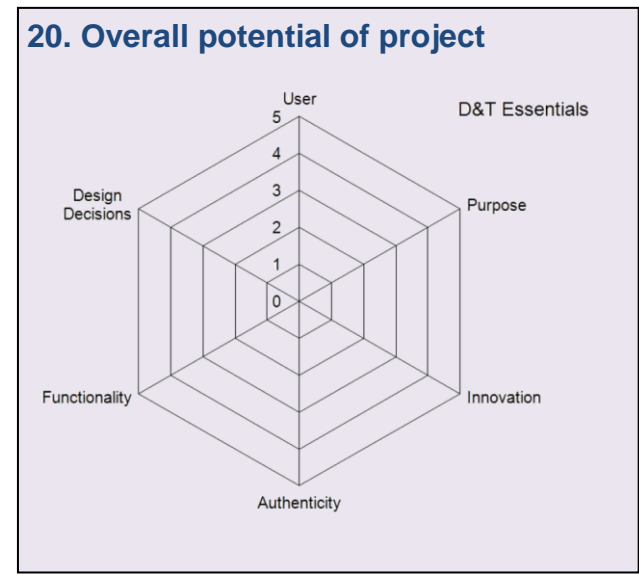 20. Overall potential of project
User
D&T Essentials
5
4
3
2
1
0
Design
Decisions
Purpose
Functionality
Innovation
Authenticity